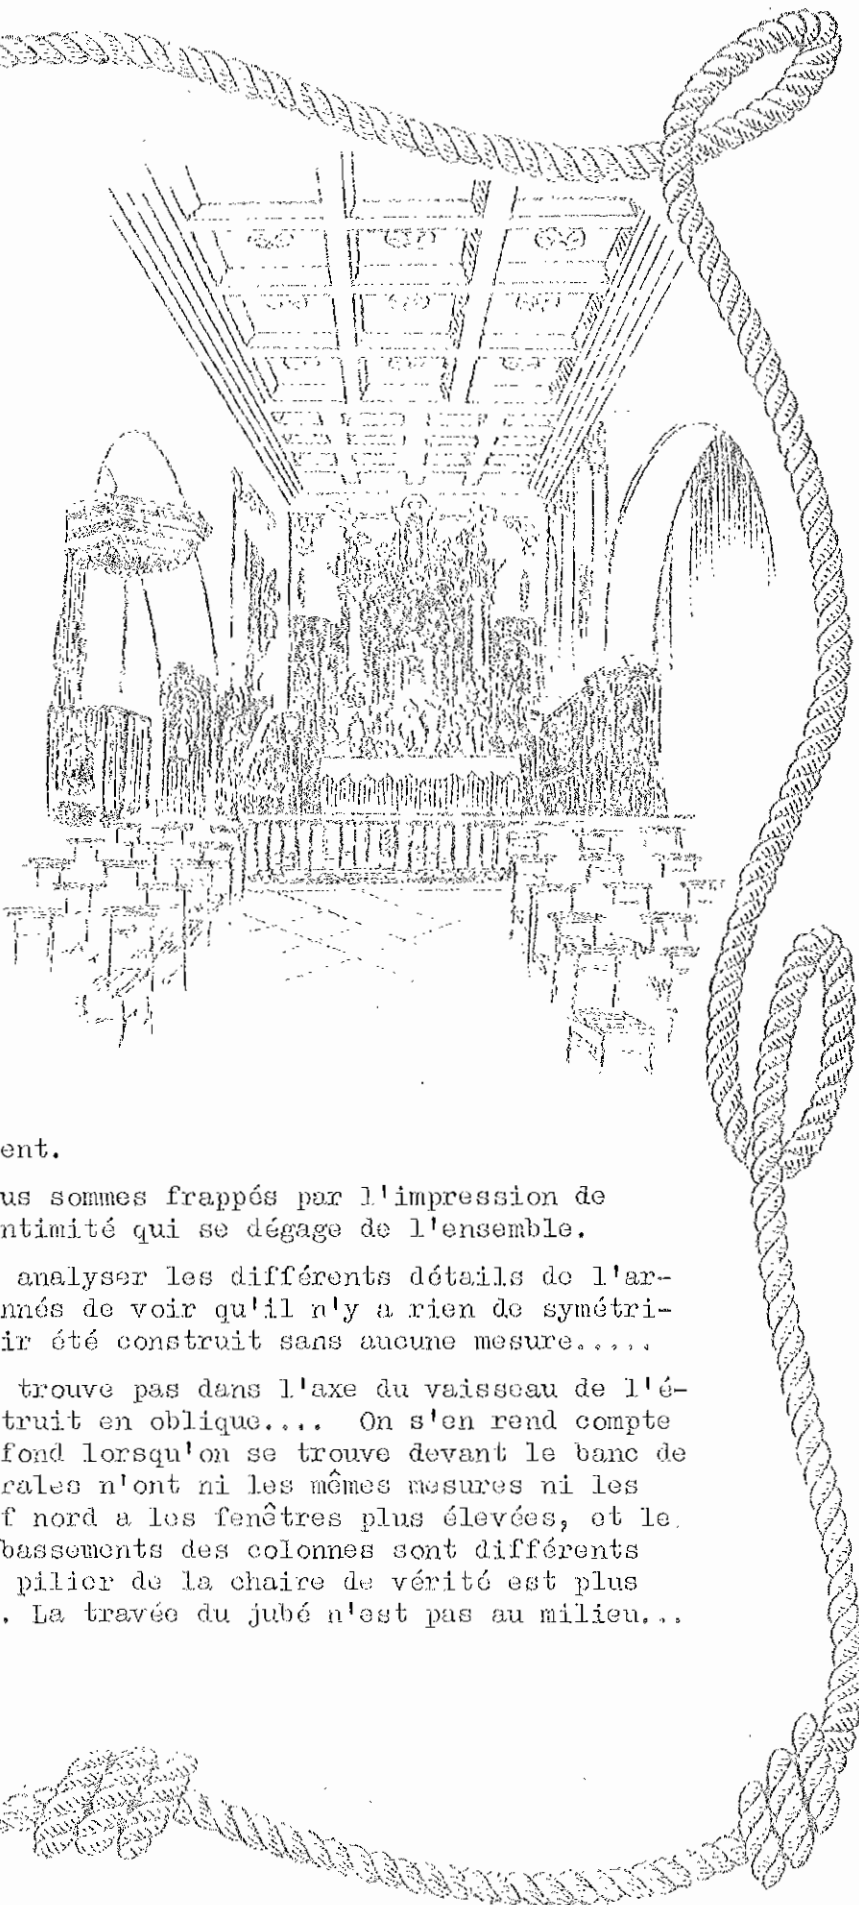 ent.
us sommes frappés par l'impression de
ntimité qui se dégage de l'ensemble.
analyser les différents détails de l'ar-
nnés de voir qu'il n'y a rien de symétri-
ir été construit sans aucune mesure.....
trouve pas dans l'axe du vaisseau de l'é-
truit en oblique.... On s'en rend compte
fond lorsqu'on se trouve devant le banc de
rales n'ont ni les mêmes mesures ni les
f nord a les fenêtres plus élevées, et le
bassements des colonnes sont différents
pilier de la chaire de vérité est plus
. La travée du jubé n'est pas au milieu...